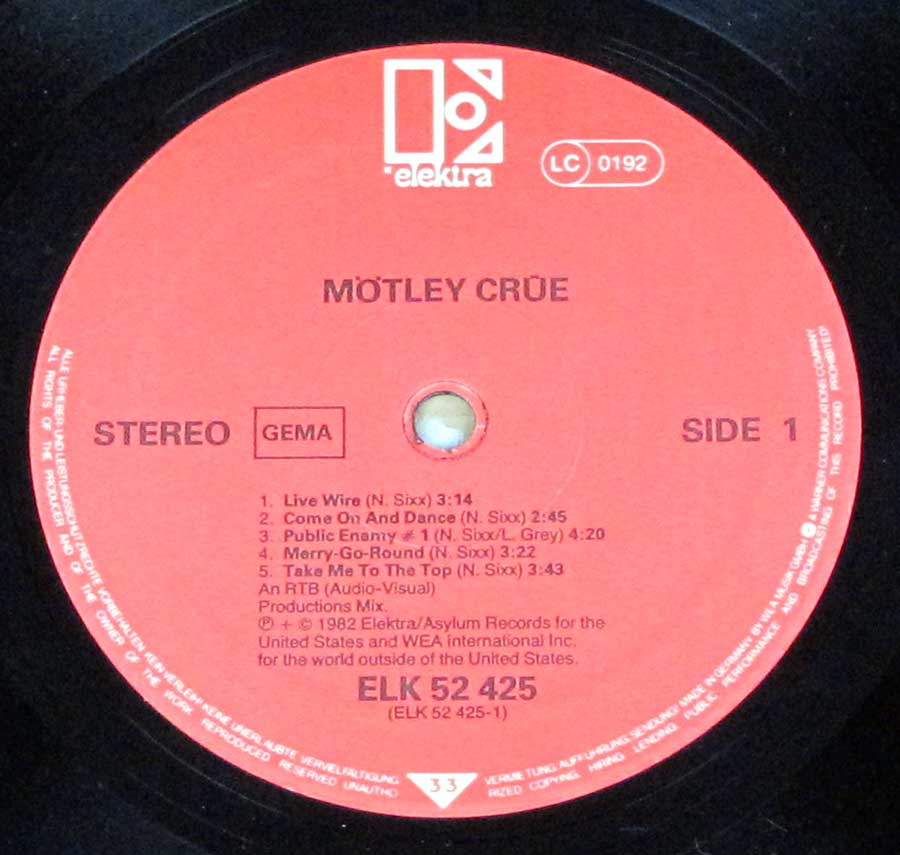 elektra
LC 0192
MÖTLEY CRÜE
STEREO GEMA SIDE 1
1. Live Wire (N. Sixx) 3:14
2. Come On And Dance (N. Sixx) 2:45
3. Public Enemy # 1 (N. Sixx/L. Grey) 4:20
4. Merry-Go-Round (N. Sixx) 3:22
5. Take Me To The Top (N. Sixx) 3:43
An RTB (Audio-Visual)
Productions Mix.
℗ + © 1982 Elektra/Asylum Records for the
United States and WEA International Inc.
for the world outside of the United States.
ELK 52 425
(ELK 52 425-1)
33
ALLE URHEBER- UND LEISTUNGSSCHUTZRECHTE VORBEHALTEN KEIN VERLEIH! KEINE UNERLAUBTE VERVIELFÄLTIGUNG, VERMIETUNG, AUFFÜHRUNG, SENDUNG! MADE IN GERMANY BY WEA MUSIK GMBH A WARNER COMMUNICATIONS COMPANY
ALL RIGHTS OF THE PRODUCER AND OF THE OWNER OF THE WORK REPRODUCED RESERVED UNAUTHORIZED COPYING, HIRING, LENDING, PUBLIC PERFORMANCE AND BROADCASTING OF THIS RECORD PROHIBITED!